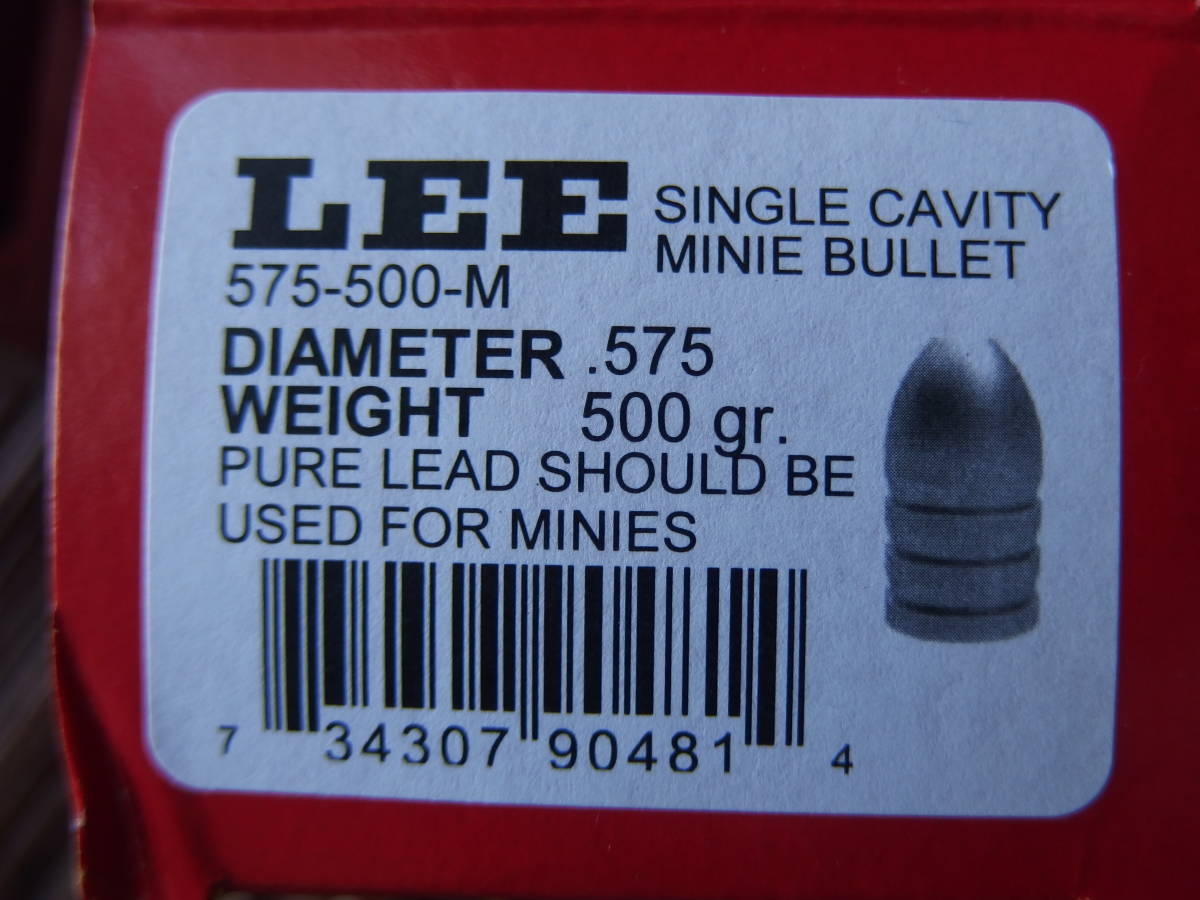 LEE
SINGLE CAVITY
MINIE BULLET
575-500-M
DIAMETER .575
WEIGHT 500 gr.
PURE LEAD SHOULD BE
USED FOR MINIES
7 34307 90481 4